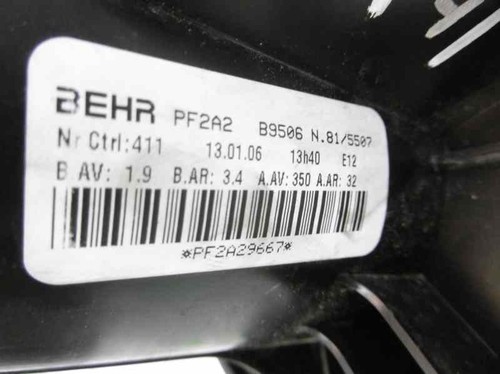 BEHR PF2A2 B9506 N.81/5507
Nr Ctrl:411 13.01.06 13h40 E12
B.AV: 1.9 B.AR: 3.4 A.AV: 350 A.AR: 32
*PF2A29667*